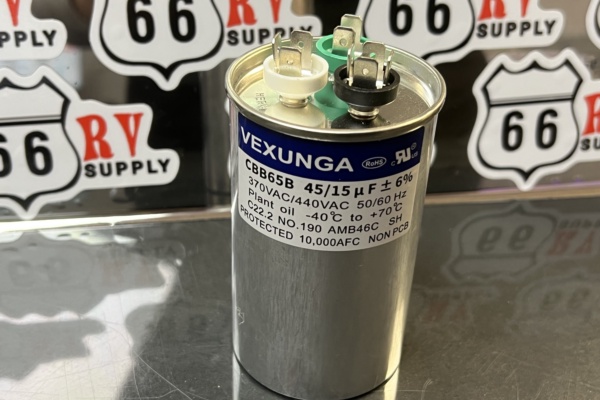 RV
SUPPLY
66
RV
SUPPLY
66
RV
SUPPLY
66
RV
SUPPLY
66
VEXUNGA RoHS
CBB65B 45/15 µF ± 6%
370VAC/440VAC 50/60 Hz
Plant oil -40℃ to +70℃
C22.2 NO.190 AMB46C SH
PROTECTED 10,000AFC NON PCB